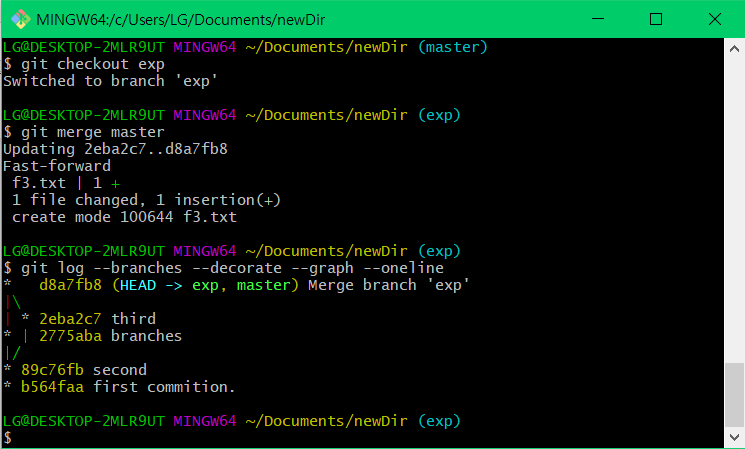 MINGW64:/c/Users/LG/Documents/newDir
LG@DESKTOP-2MLR9UT MINGW64 ~/Documents/newDir (master)
$ git checkout exp
Switched to branch 'exp'
LG@DESKTOP-2MLR9UT MINGW64 ~/Documents/newDir (exp)
$ git merge master
Updating 2eba2c7..d8a7fb8
Fast-forward
 f3.txt | 1 +
 1 file changed, 1 insertion(+)
 create mode 100644 f3.txt
LG@DESKTOP-2MLR9UT MINGW64 ~/Documents/newDir (exp)
$ git log --branches --decorate --graph --oneline
*   d8a7fb8 (HEAD -> exp, master) Merge branch 'exp'
|\
| * 2eba2c7 third
* | 2775aba branches
|/
* 89c76fb second
* b564faa first commition.
LG@DESKTOP-2MLR9UT MINGW64 ~/Documents/newDir (exp)
$